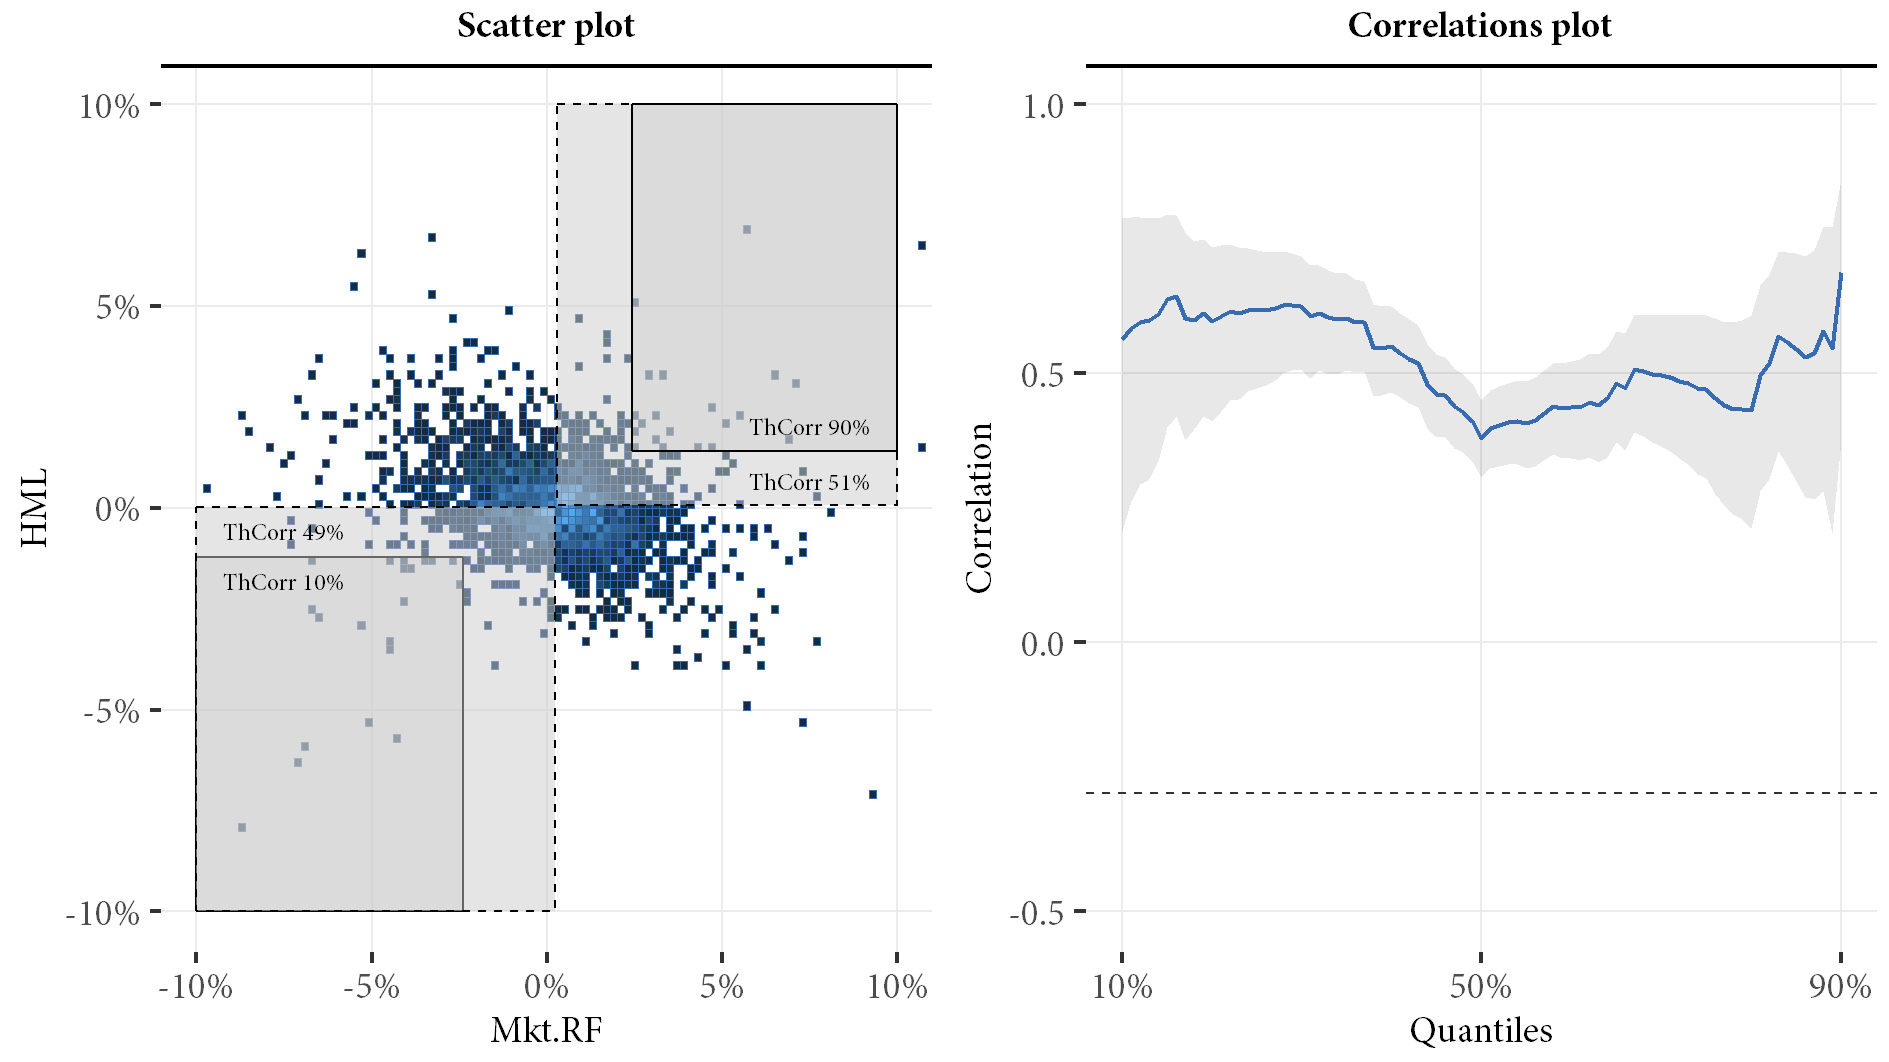 Scatter plot
10%
5%
0%
-5%
-10%
HML
ThCorr 90%
ThCorr 51%
ThCorr 49%
ThCorr 10%
-10%
-5%
0%
5%
10%
Mkt.RF
Correlations plot
1.0
0.5
0.0
-0.5
Correlation
10%
50%
90%
Quantiles